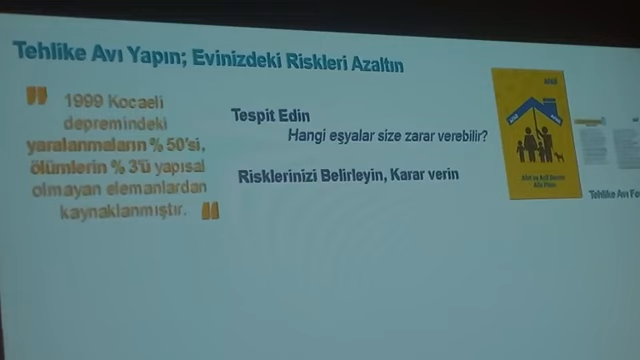 Tehlike Avı Yapın; Evinizdeki Riskleri Azaltın
1999 Kocaeli
depremindeki
yaralanmaların % 50'si,
ölümlerin % 3'ü yapısal
olmayan elemanlardan
kaynaklanmıştır.
Tespit Edin
Hangi eşyalar size zarar verebilir?
Risklerinizi Belirleyin, Karar verin
Tehlike Avı